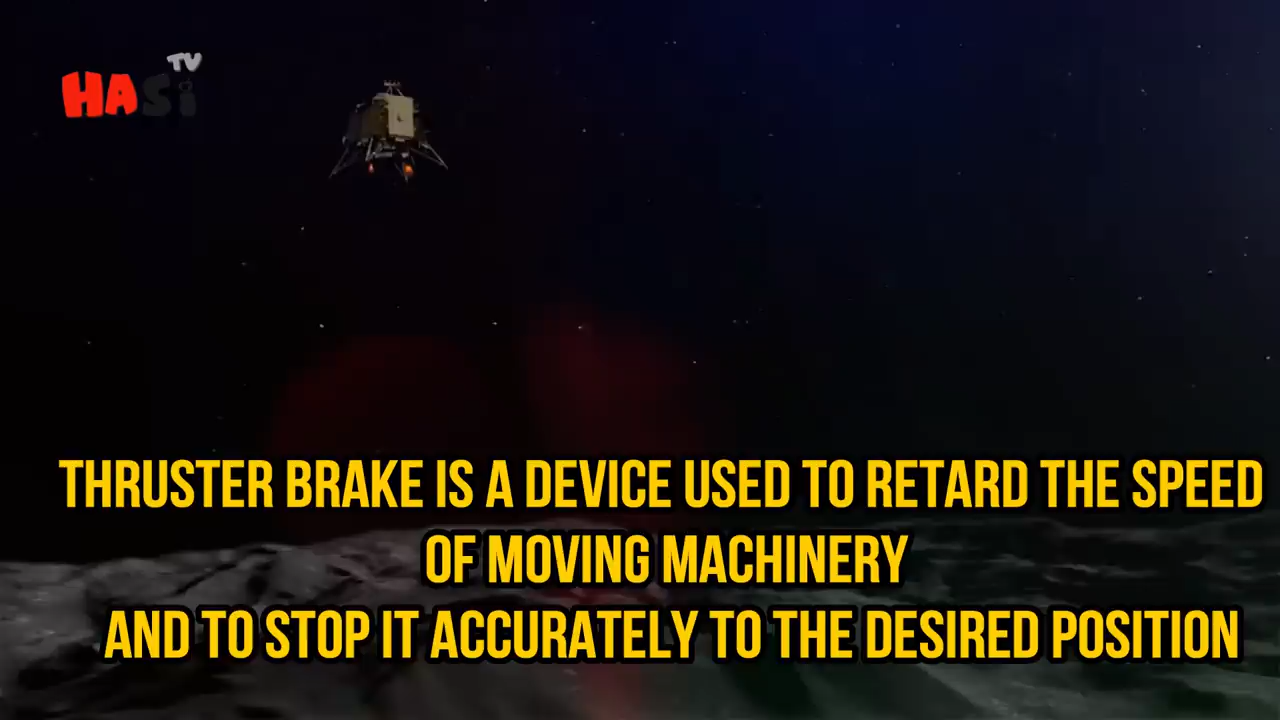 TV
HASi
THRUSTER BRAKE IS A DEVICE USED TO RETARD THE SPEED
OF MOVING MACHINERY
AND TO STOP IT ACCURATELY TO THE DESIRED POSITION